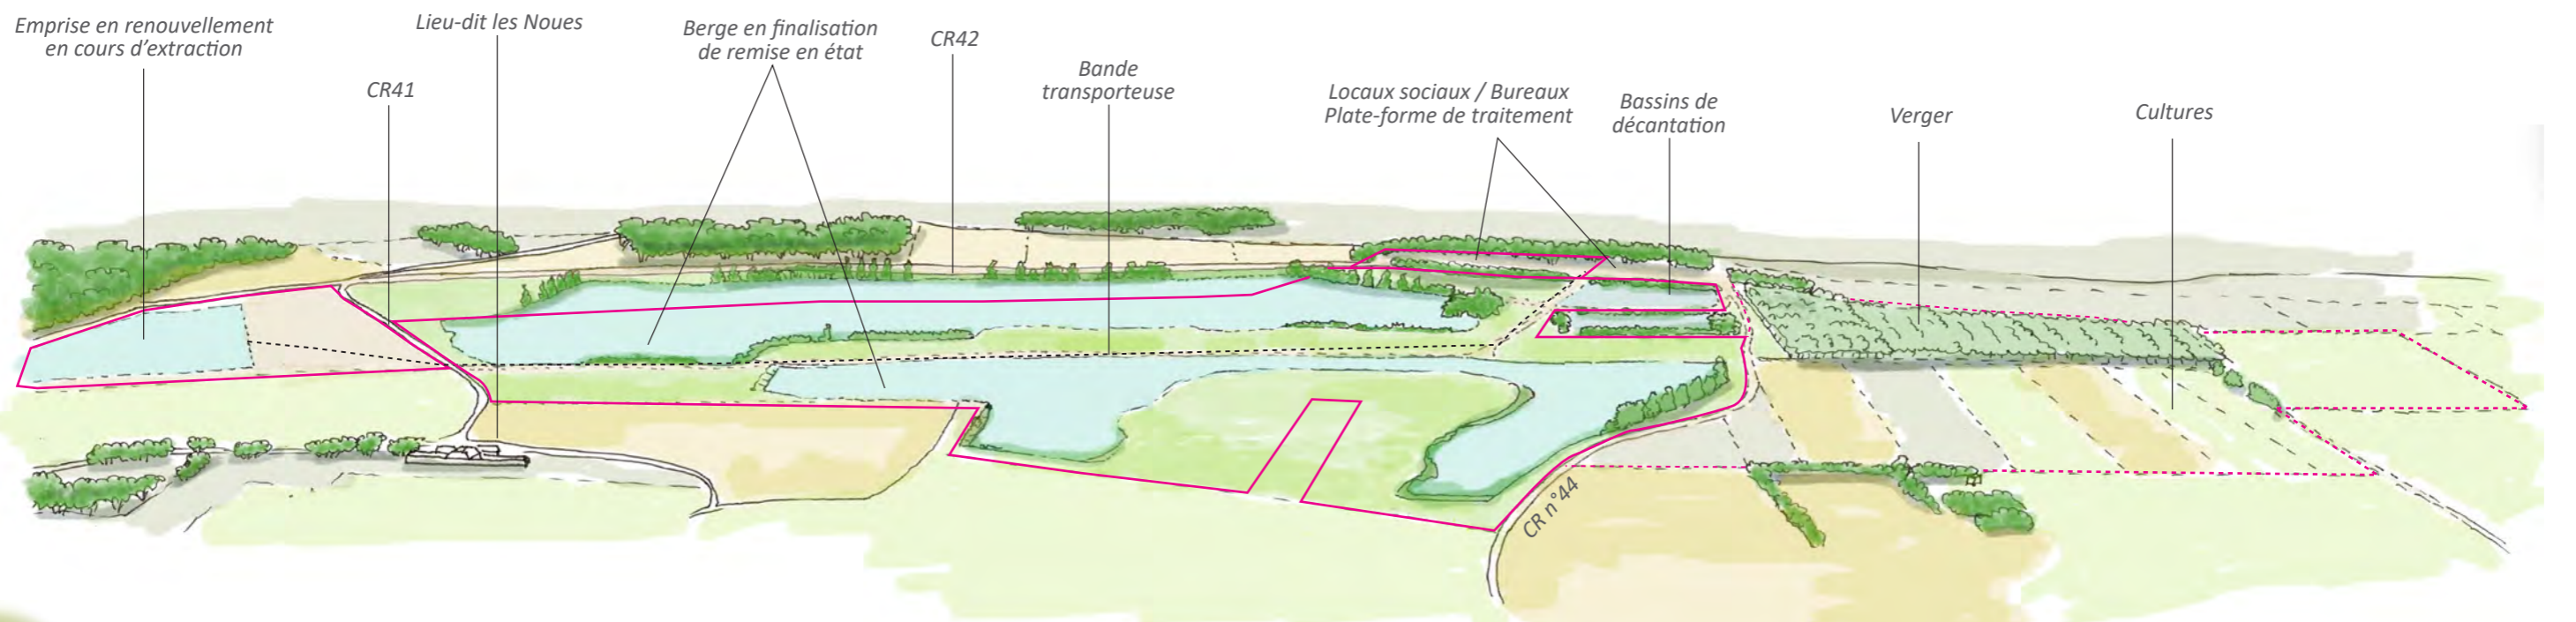 Emprise en renouvellement
en cours d'extraction
CR41
Lieu-dit les Noues
Berge en finalisation
de remise en état
CR42
Bande
transporteuse
Locaux sociaux / Bureaux
Plate-forme de traitement
Bassins de
décantation
Verger
Cultures
CR n°44